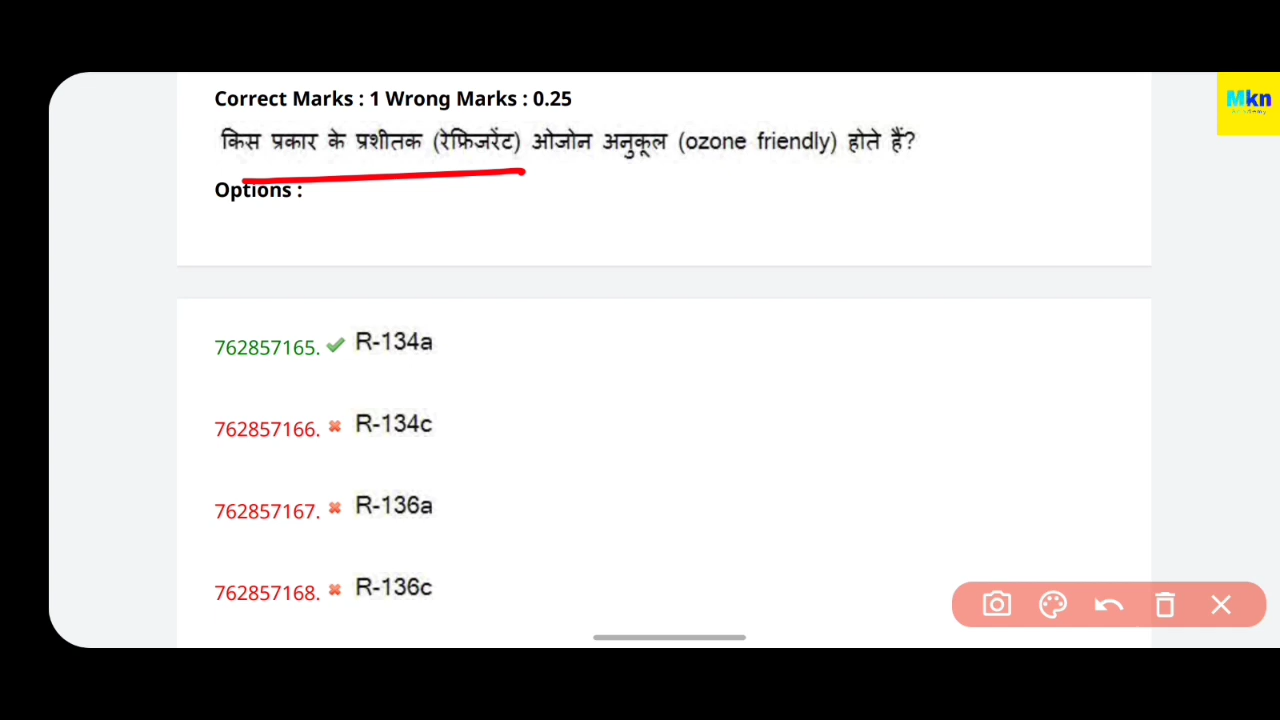 Correct Marks : 1 Wrong Marks : 0.25
Mkn
Academy
किस प्रकार के प्रशीतक (रेफ्रिजरेंट) ओजोन अनुकूल (ozone friendly) होते हैं?
Options :
762857165. R-134a
762857166. R-134c
762857167. R-136a
762857168. R-136c